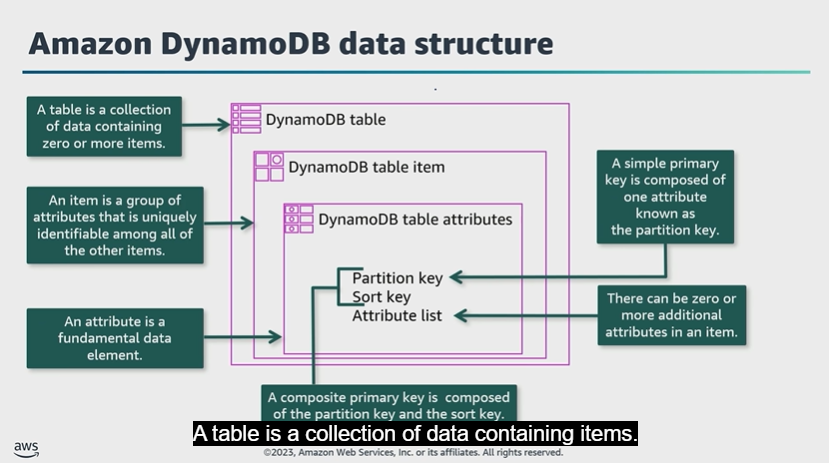 Amazon DynamoDB data structure
A table is a collection
of data containing
zero or more items.
DynamoDB table
An item is a group of
attributes that is uniquely
identifiable among all of
the other items.
DynamoDB table item
DynamoDB table attributes
A simple primary
key is composed of
one attribute
known as
the partition key.
Partition key
Sort key
Attribute list
An attribute is a
fundamental data
element.
There can be zero or
more additional
attributes in an item.
A composite primary key is composed
of the partition key and the sort key.
A table is a collection of data containing items.
aws
©2023, Amazon Web Services, Inc. or its affiliates. All rights reserved.